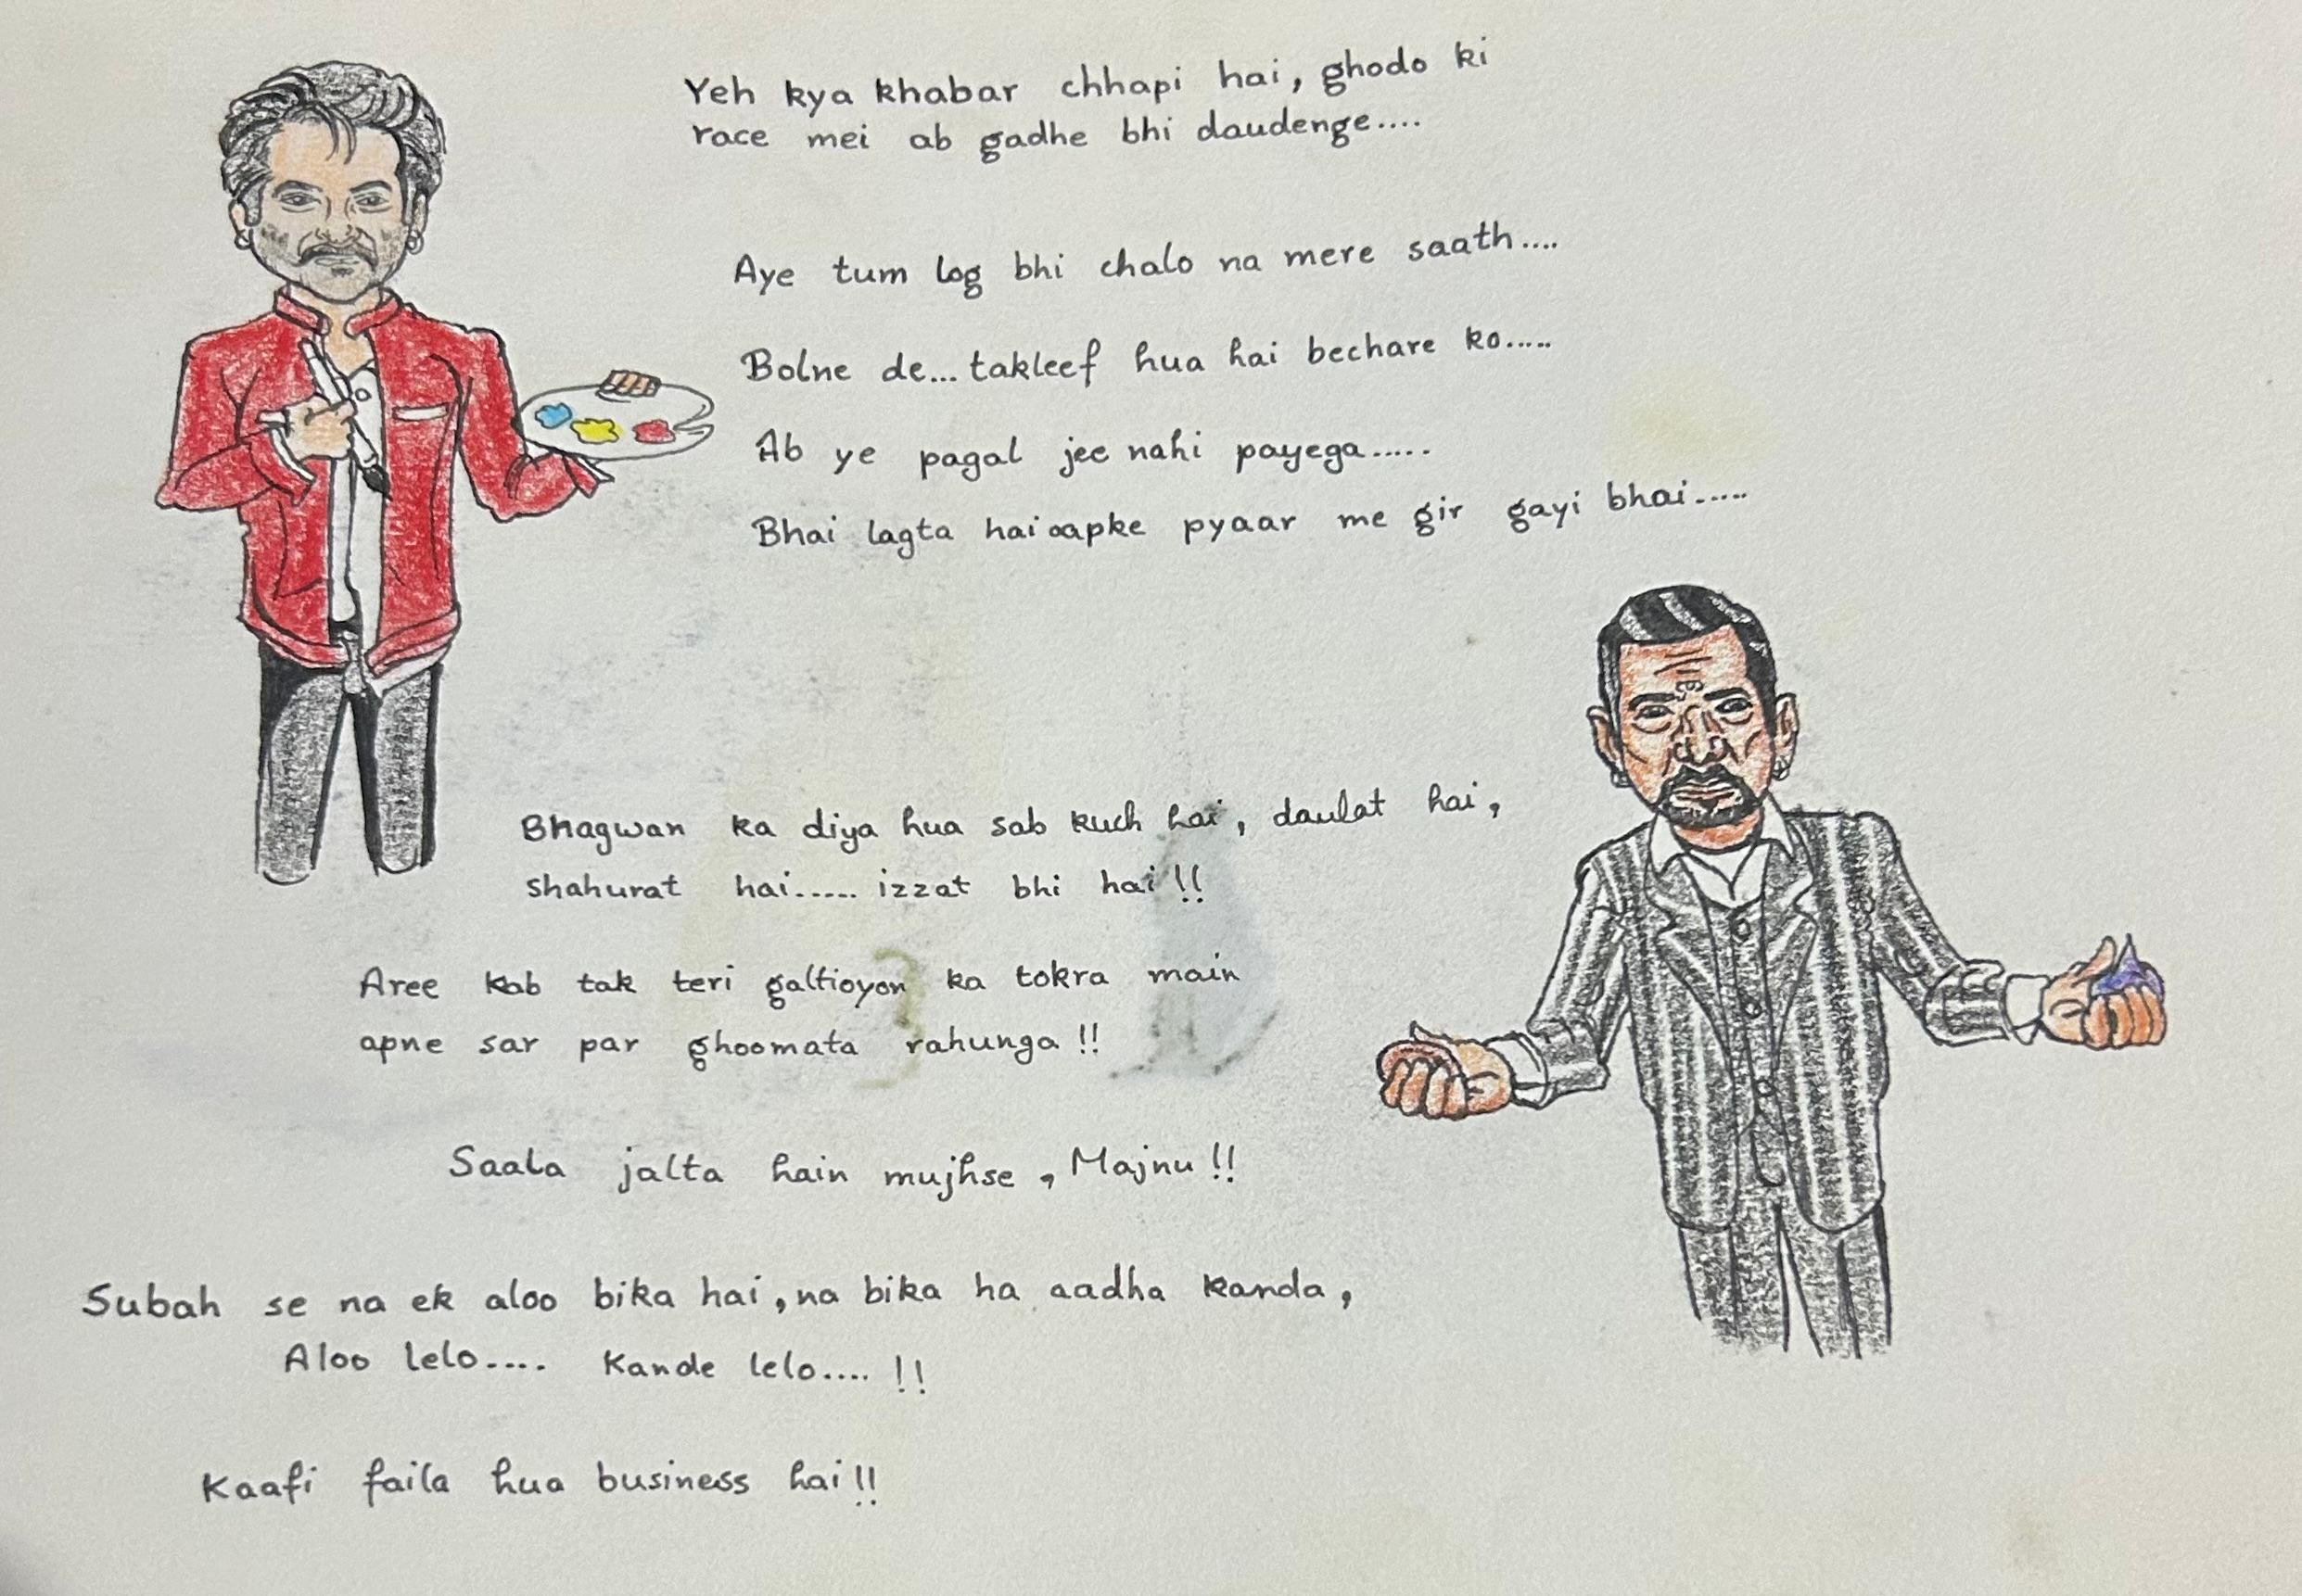 Yeh kya khabar chhapi hai, ghodo ki
race mei ab gadhe bhi daudenge....
Aye tum log bhi chalo na mere saath....
Bolne de... takleef hua hai bechare ko.....
Ab ye pagal jee nahi payega.....
Bhai lagta hai aapke pyaar me gir gayi bhai.....
Bhagwan ka diya hua sab kuch hai, daulat hai,
shahurat hai..... izzat bhi hai!!
Aree kab tak teri galtioyon ka tokra main
apne sar par ghoomata rahunga!!
Saala jalta hain mujhse, Majnu!!
Subah se na ek aloo bika hai, na bika ha aadha kanda,
Aloo lelo.... Kande lelo.... !!
Kaafi faila hua business hai!!